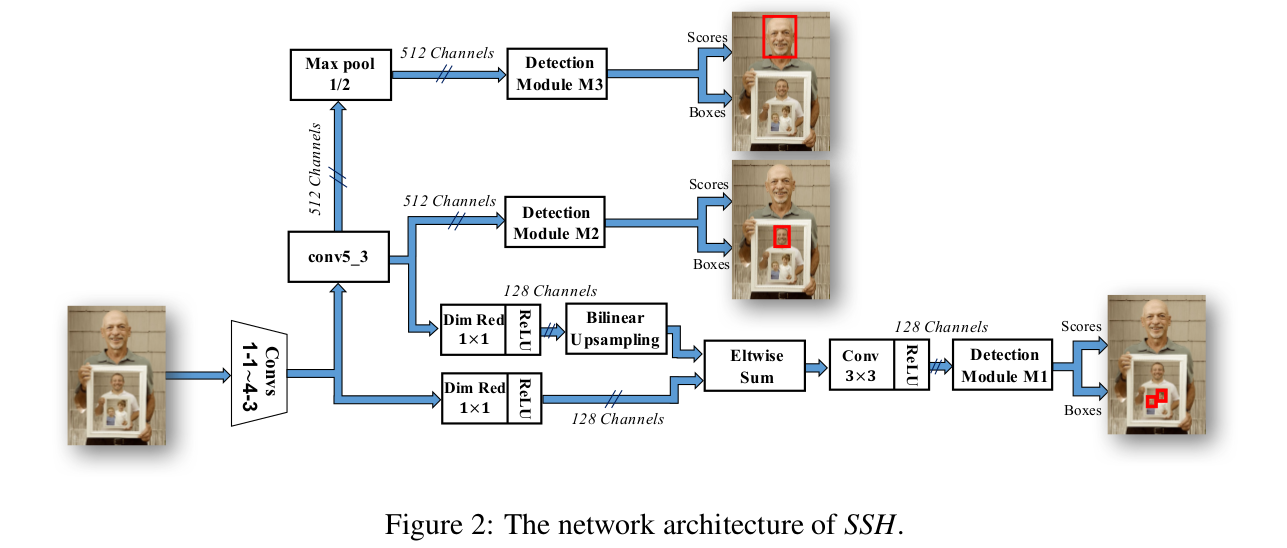 Max pool
1/2
512 Channels
Detection
Module M3
Scores
Boxes
512 Channels
conv5_3
512 Channels
Detection
Module M2
Scores
Boxes
Convs
1-1~4-3
Dim Red
1×1
ReLU
128 Channels
Bilinear
Upsampling
Dim Red
1×1
ReLU
128 Channels
Eltwise
Sum
Conv
3×3
ReLU
128 Channels
Detection
Module M1
Scores
Boxes
Figure 2: The network architecture of SSH.